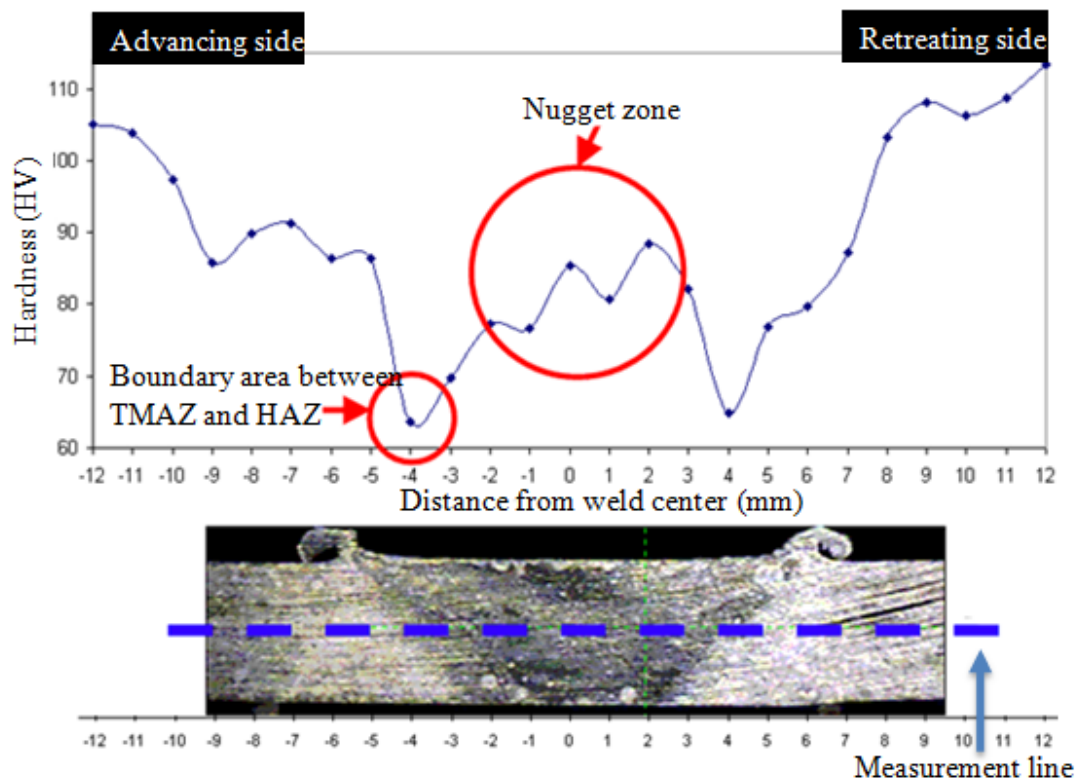 Advancing side
Retreating side
Nugget zone
Hardness (HV)
110
100
90
80
70
60
Boundary area between
TMAZ and HAZ
-12 -11 -10 -9 -8 -7 -6 -5 -4 -3 -2 -1 0 1 2 3 4 5 6 7 8 9 10 11 12
Distance from weld center (mm)
-12 -11 -10 -9 -8 -7 -6 -5 -4 -3 -2 -1 0 1 2 3 4 5 6 7 8 9 10 11 12
Measurement line